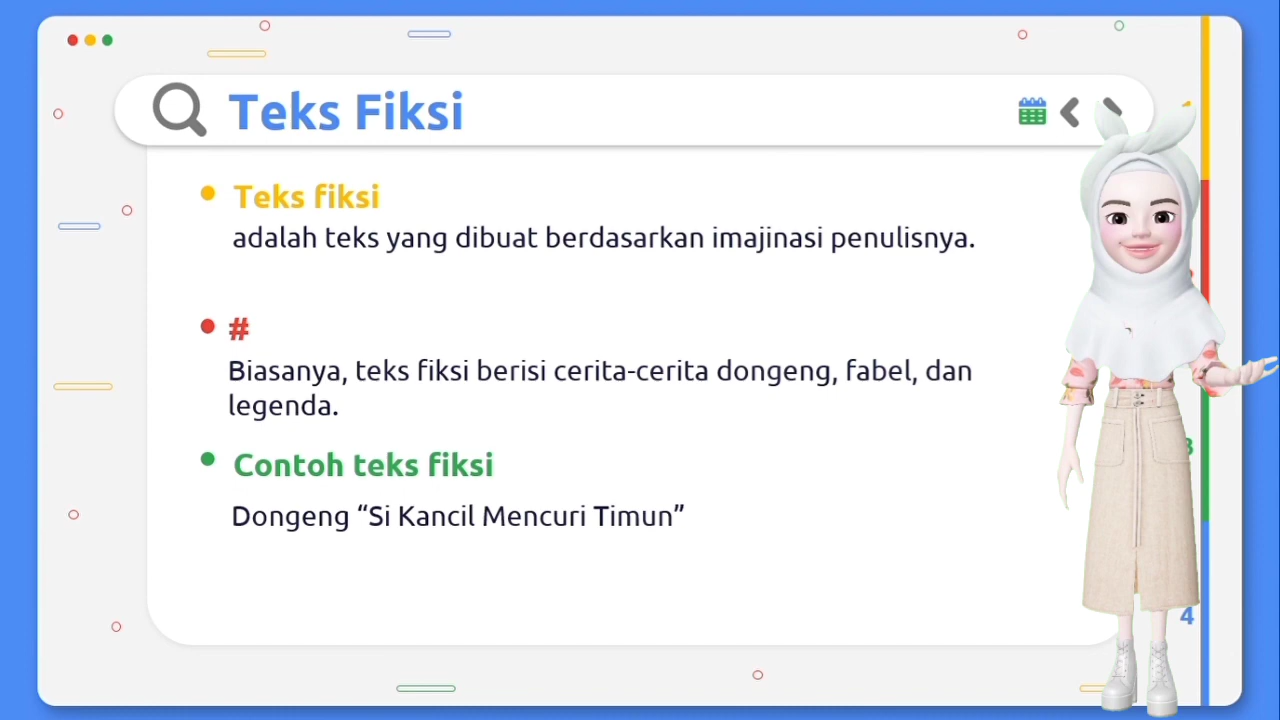 Teks Fiksi
Teks fiksi
adalah teks yang dibuat berdasarkan imajinasi penulisnya.
#
Biasanya, teks fiksi berisi cerita-cerita dongeng, fabel, dan
legenda.
Contoh teks fiksi
Dongeng “Si Kancil Mencuri Timun”
3
4